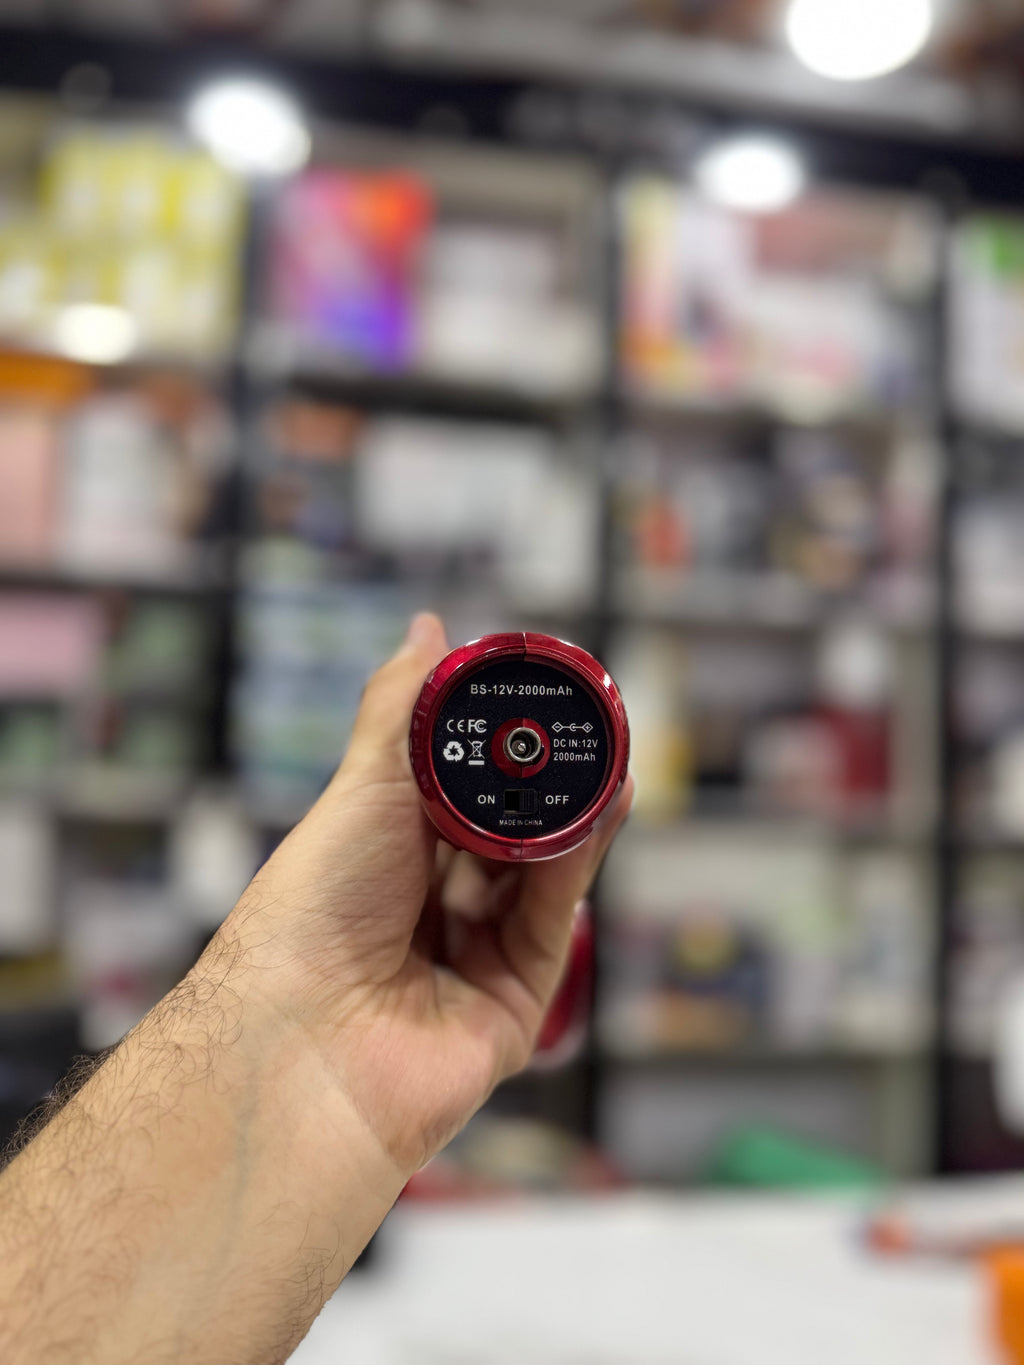 BS-12V-2000mAh
CE FC
DC IN:12V
2000mAh
ON OFF
MADE IN CHINA